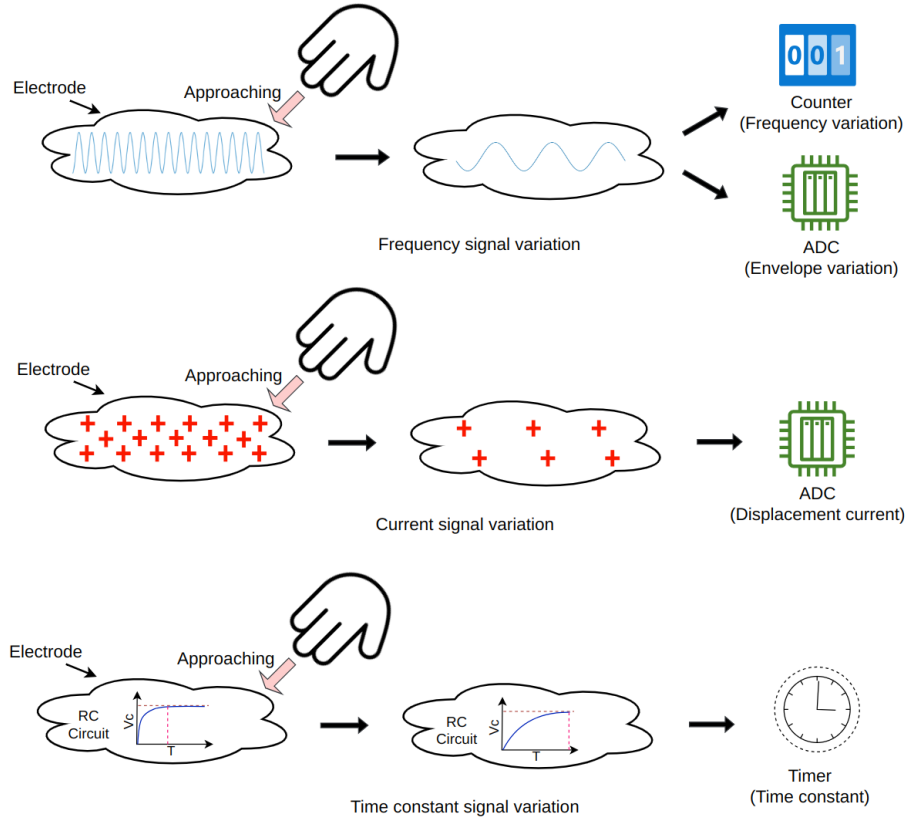 Electrode
Approaching
001
Counter
(Frequency variation)
ADC
(Envelope variation)
Frequency signal variation
Electrode
Approaching
ADC
(Displacement current)
Current signal variation
Electrode
Approaching
RC
Circuit
Vc
T
RC
Circuit
Vc
T
Timer
(Time constant)
Time constant signal variation